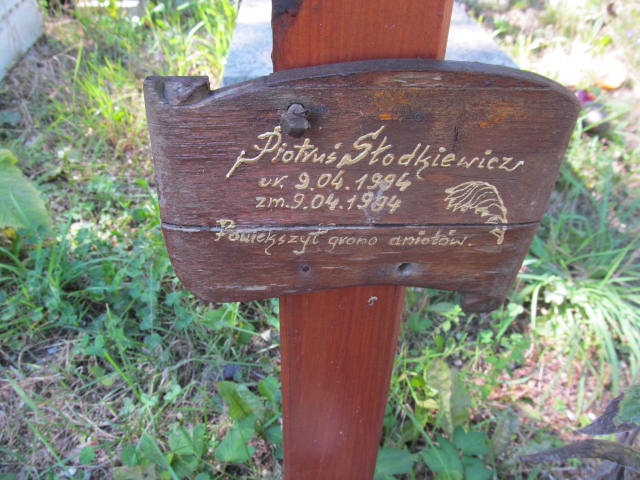 Piotruś Słodkiewicz
ur. 9.04.1994
zm. 9.04.1994
Powiększył grono aniołów.